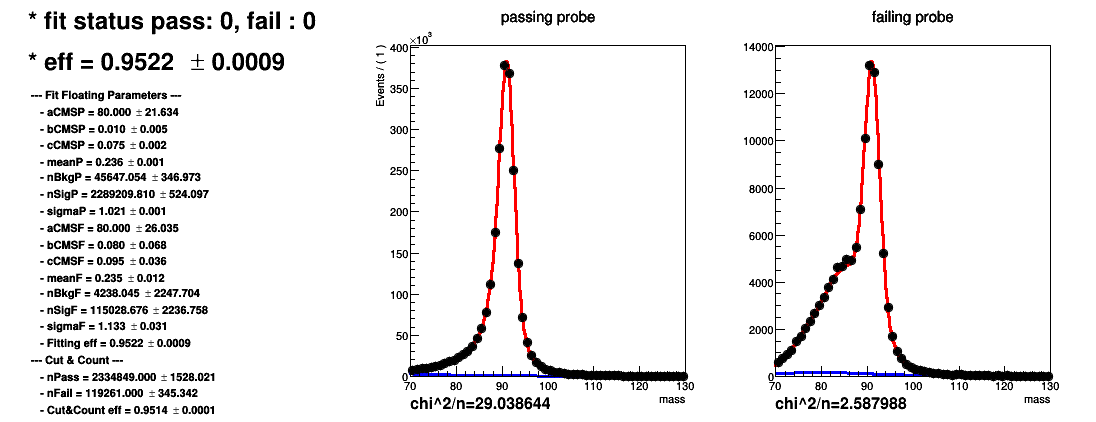 * fit status pass: 0, fail : 0
* eff = 0.9522 ± 0.0009
--- Fit Floating Parameters ---
- aCMSP = 80.000 ± 21.634
- bCMSP = 0.010 ± 0.005
- cCMSP = 0.075 ± 0.002
- meanP = 0.236 ± 0.001
- nBkgP = 45647.054 ± 346.973
- nSigP = 2289209.810 ± 524.097
- sigmaP = 1.021 ± 0.001
- aCMSF = 80.000 ± 26.035
- bCMSF = 0.080 ± 0.068
- cCMSF = 0.095 ± 0.036
- meanF = 0.235 ± 0.012
- nBkgF = 4238.045 ± 2247.704
- nSigF = 115028.676 ± 2236.758
- sigmaF = 1.133 ± 0.031
- Fitting eff = 0.9522 ± 0.0009
--- Cut & Count ---
- nPass = 2334849.000 ± 1528.021
- nFail = 119261.000 ± 345.342
- Cut&Count eff = 0.9514 ± 0.0001
passing probe
×10³
Events / ( 1 )
400
350
300
250
200
150
100
50
0
70 80 90 100 110 120 130
mass
chi^2/n=29.038644
failing probe
14000
12000
10000
8000
6000
4000
2000
0
70 80 90 100 110 120 130
mass
chi^2/n=2.587988